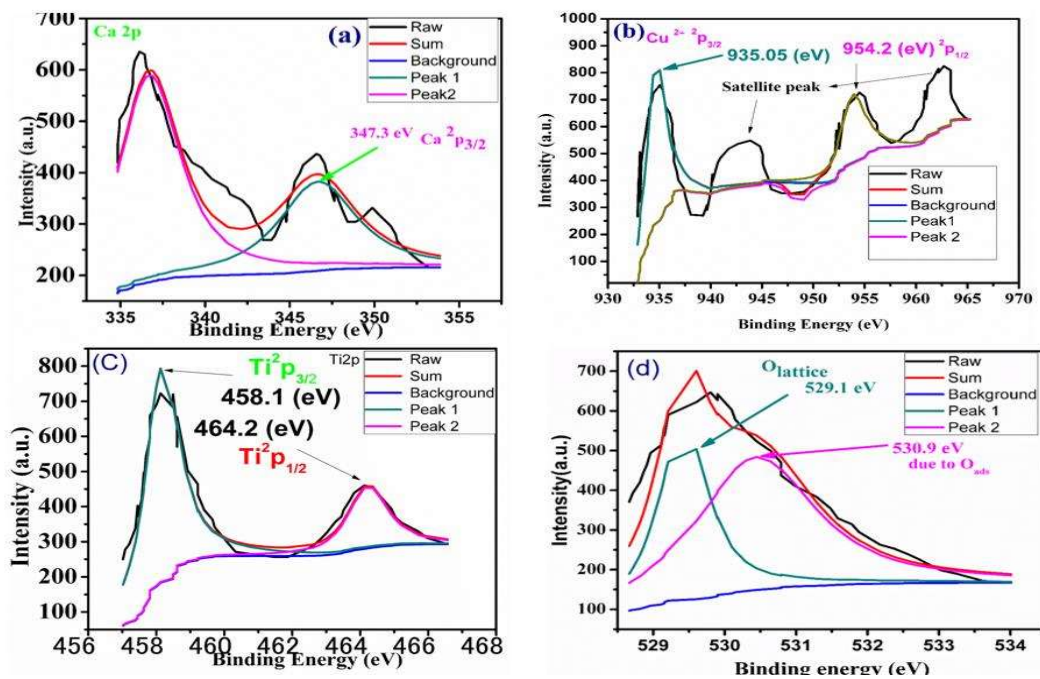 Ca 2p
(a)
Raw
Sum
Background
Peak 1
Peak2
347.3 eV Ca ²p3/2
Intensity (a.u.)
700
600
500
400
300
200
335
340
345
350
355
Binding Energy (eV)
(b)
Cu ²⁺ ²p3/2
935.05 (eV)
954.2 (eV) ²p1/2
Satellite peak
Raw
Sum
Background
Peak1
Peak 2
Intensity (a.u.)
1000
900
800
700
600
500
400
300
200
100
0
930
935
940
945
950
955
960
965
970
Binding Energy (eV)
(C)
Ti²p3/2
458.1 (eV)
464.2 (eV)
Ti²p1/2
Ti2p
Raw
Sum
Background
Peak 1
Peak 2
Intensity (a.u.)
800
700
600
500
400
300
200
100
456
458
460
462
464
466
468
Binding Energy (eV)
(d)
Olattice
529.1 eV
530.9 eV
due to Oads
Raw
Sum
Background
Peak 1
Peak 2
Intensity(a.u.)
700
600
500
400
300
200
100
529
530
531
532
533
534
Binding energy (eV)